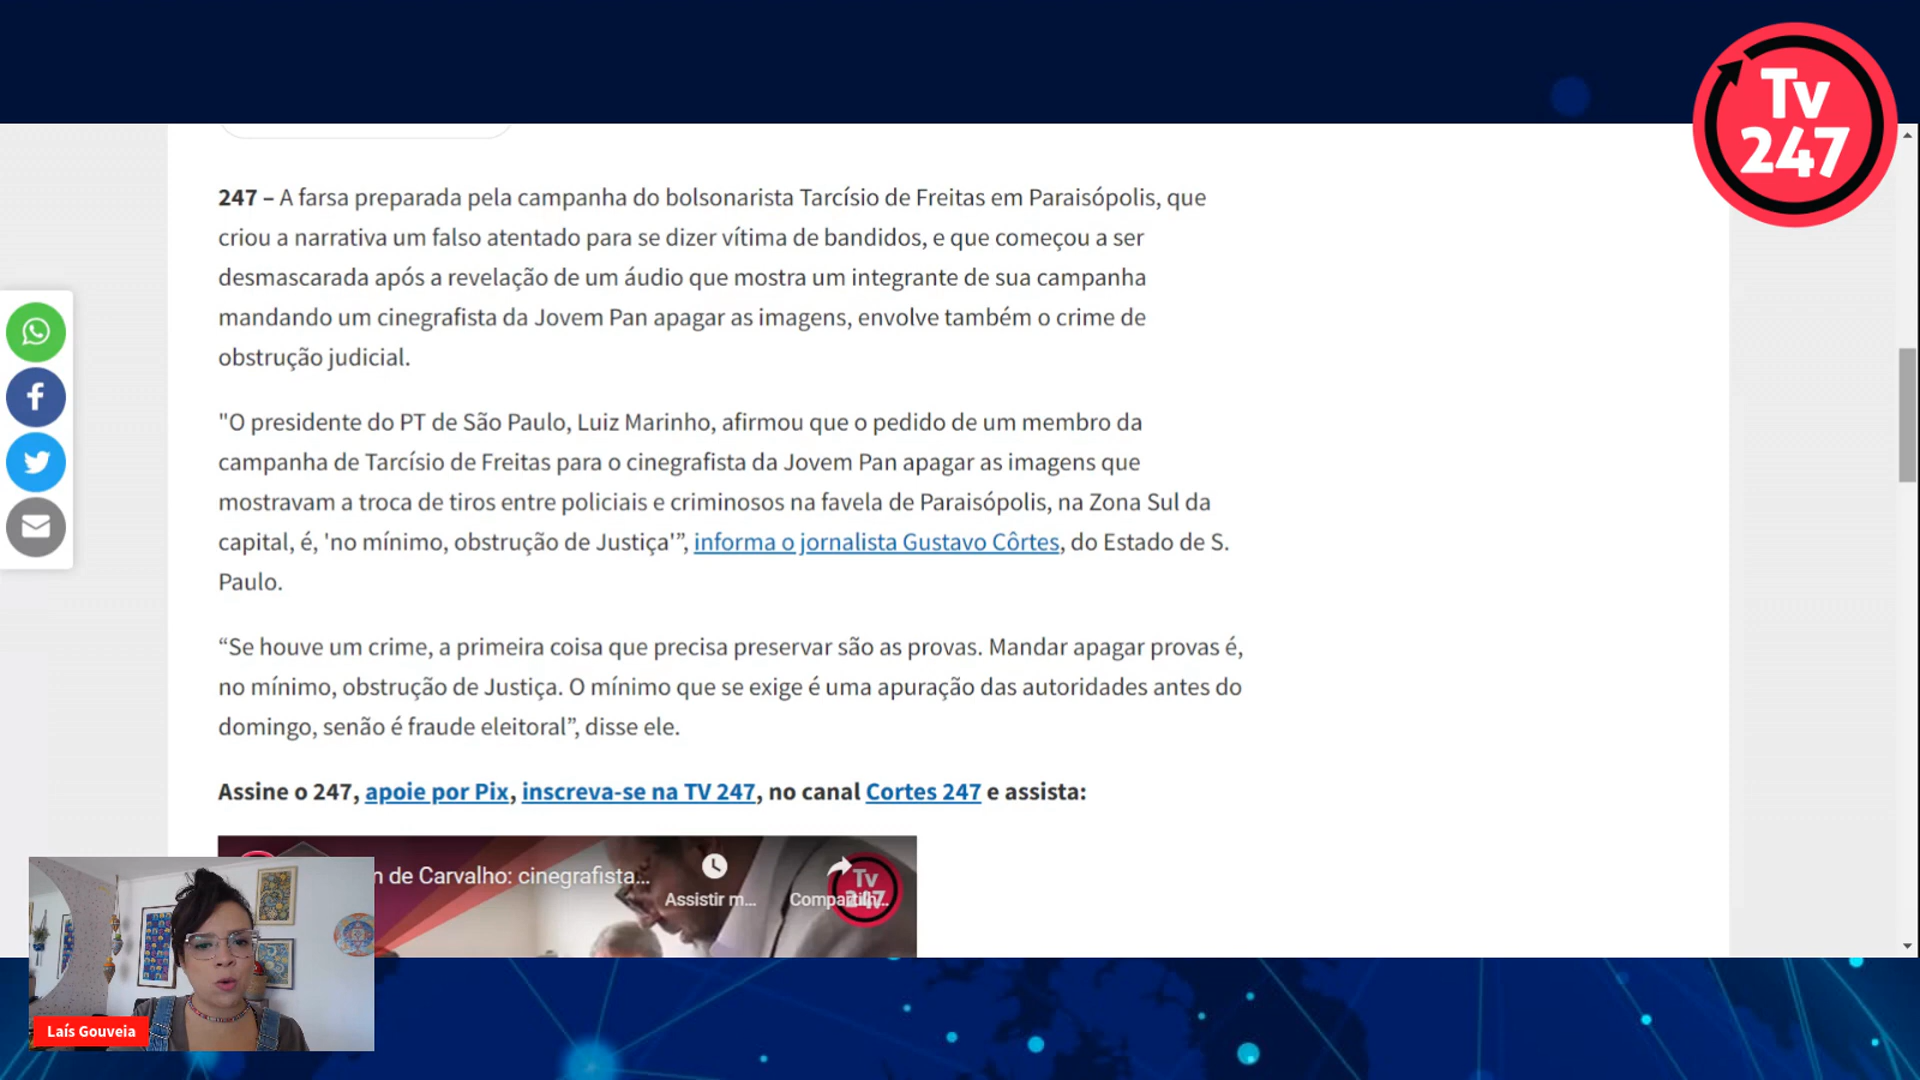 Tv
247
247 – A farsa preparada pela campanha do bolsonarista Tarcísio de Freitas em Paraisópolis, que
criou a narrativa um falso atentado para se dizer vítima de bandidos, e que começou a ser
desmascarada após a revelação de um áudio que mostra um integrante de sua campanha
mandando um cinegrafista da Jovem Pan apagar as imagens, envolve também o crime de
obstrução judicial.
"O presidente do PT de São Paulo, Luiz Marinho, afirmou que o pedido de um membro da
campanha de Tarcísio de Freitas para o cinegrafista da Jovem Pan apagar as imagens que
mostravam a troca de tiros entre policiais e criminosos na favela de Paraisópolis, na Zona Sul da
capital, é, 'no mínimo, obstrução de Justiça'”, informa o jornalista Gustavo Côrtes, do Estado de S.
Paulo.
“Se houve um crime, a primeira coisa que precisa preservar são as provas. Mandar apagar provas é,
no mínimo, obstrução de Justiça. O mínimo que se exige é uma apuração das autoridades antes do
domingo, senão é fraude eleitoral”, disse ele.
Assine o 247, apoie por Pix, inscreva-se na TV 247, no canal Cortes 247 e assista:
de Carvalho: cinegrafista...
Assistir m...
Compartilh...
Tv
247
Laís Gouveia